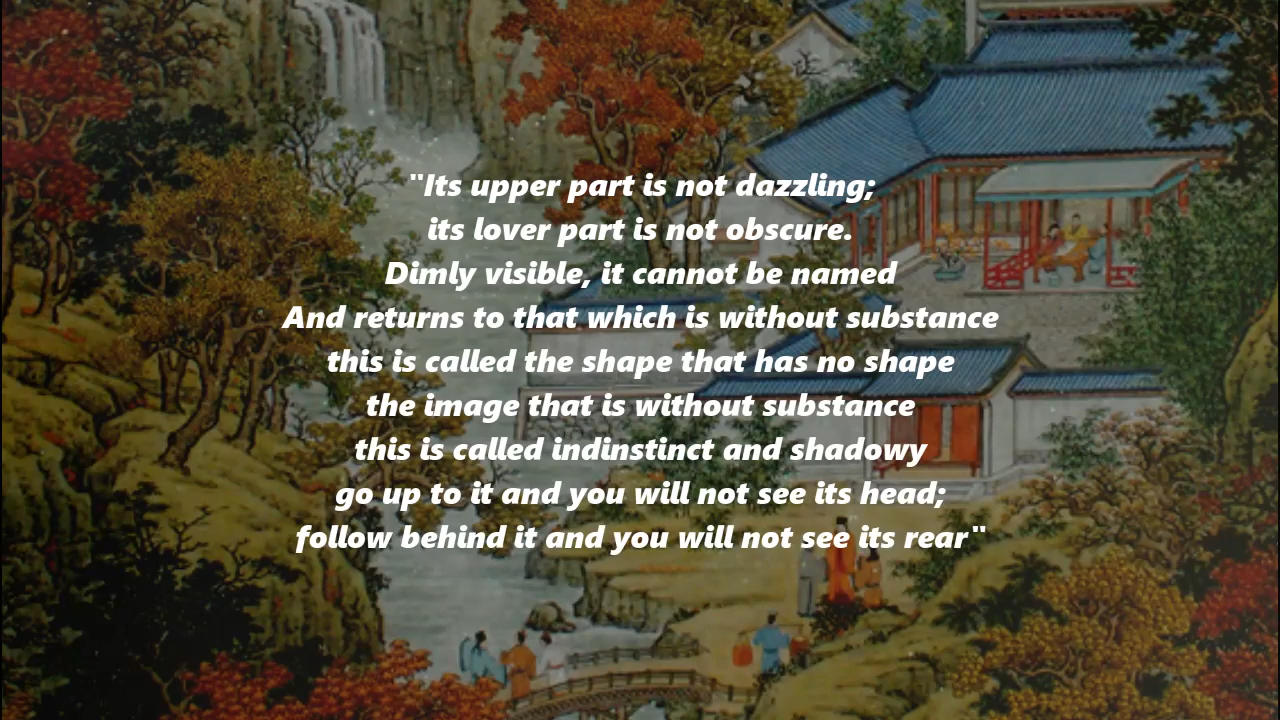 "Its upper part is not dazzling;
its lover part is not obscure.
Dimly visible, it cannot be named
And returns to that which is without substance
this is called the shape that has no shape
the image that is without substance
this is called indinstinct and shadowy
go up to it and you will not see its head;
follow behind it and you will not see its rear"